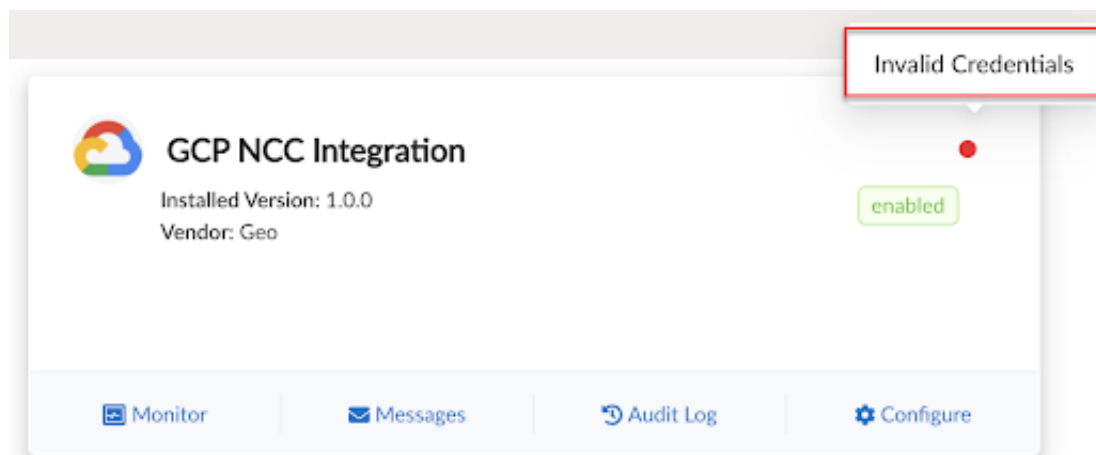 Invalid Credentials
GCP NCC Integration
Installed Version: 1.0.0
enabled
Vendor: Geo
Monitor
Messages
Audit Log
Configure